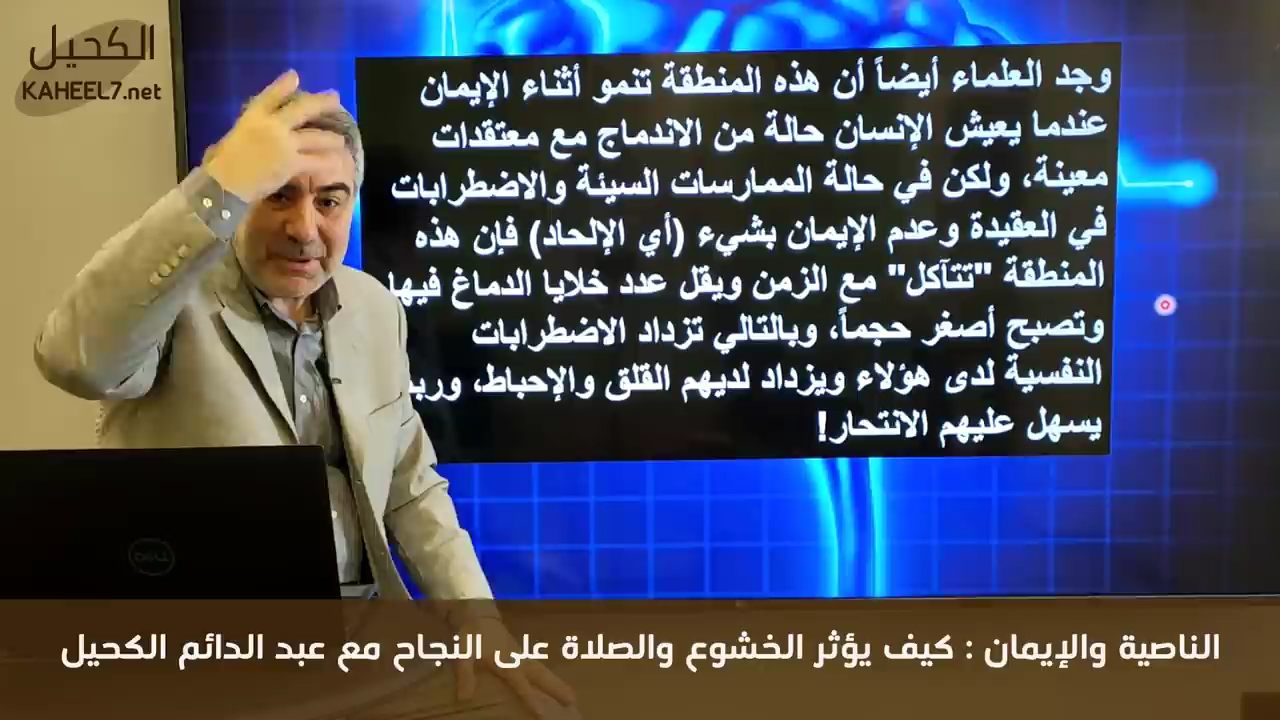 الكحيل
KAHEEL7.net
وجد العلماء أيضاً أن هذه المنطقة تنمو أثناء الإيمان
عندما يعيش الإنسان حالة من الاندماج مع معتقدات
معينة، ولكن في حالة الممارسات السيئة والاضطرابات
في العقيدة وعدم الإيمان بشيء (أي الإلحاد) فإن هذه
المنطقة "تتآكل" مع الزمن ويقل عدد خلايا الدماغ فيها
وتصبح أصغر حجماً، وبالتالي تزداد الاضطرابات
النفسية لدى هؤلاء ويزداد لديهم القلق والإحباط،
يسهل عليهم الانتحار!
DELL
الناصية والإيمان : كيف يؤثر الخشوع والصلاة على النجاح مع عبد الدائم الكحيل